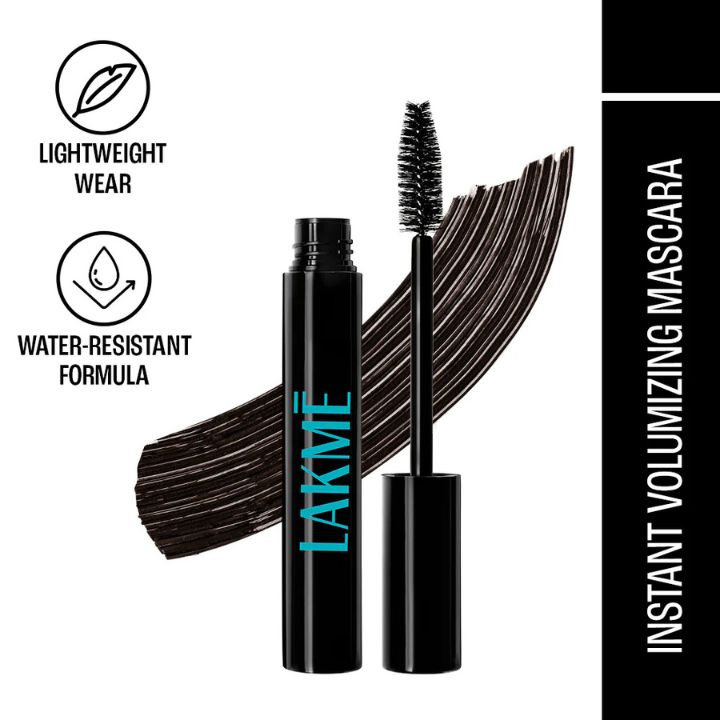 LIGHTWEIGHT
WEAR
WATER-RESISTANT
FORMULA
LAKMĒ
INSTANT VOLUMIZING MASCARA